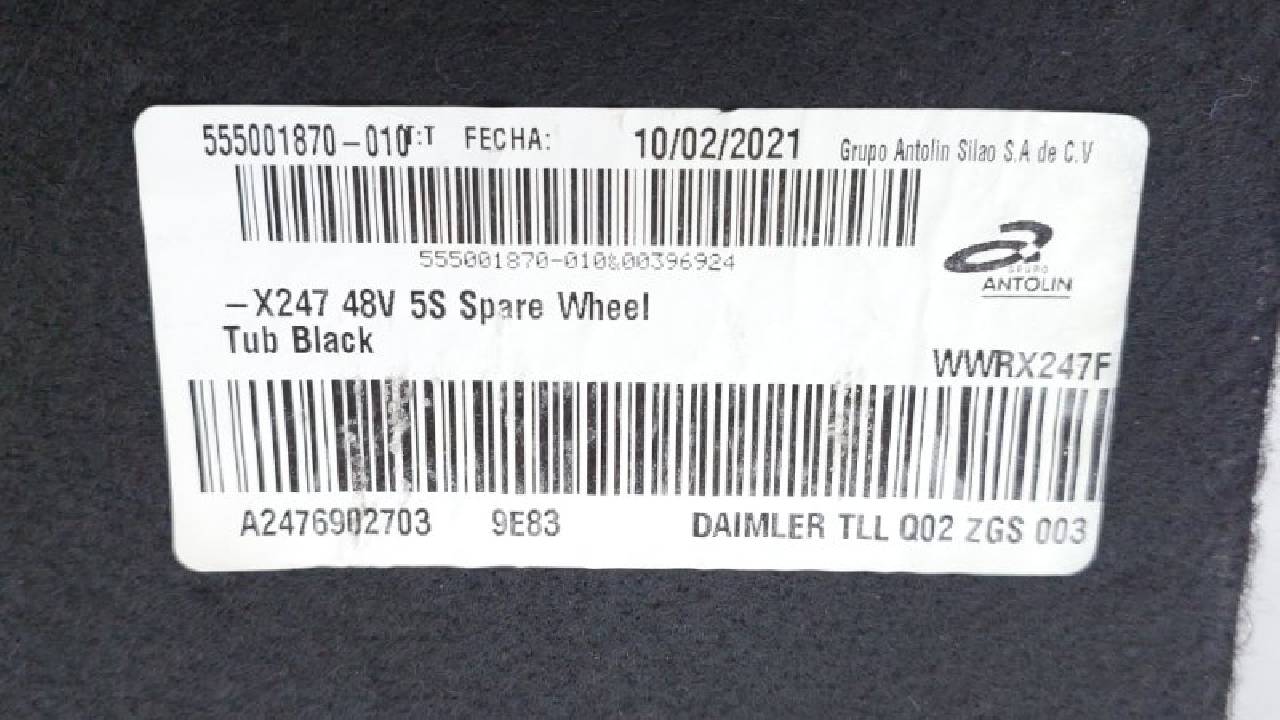 555001870-010 T:T FECHA: 10/02/2021 Grupo Antolin Silao S.A de C.V
555001870-010&00396924
GRUPO
ANTOLIN
-X247 48V 5S Spare Wheel
Tub Black
WWRX247F
A2476902703 9E83 DAIMLER TLL Q02 ZGS 003